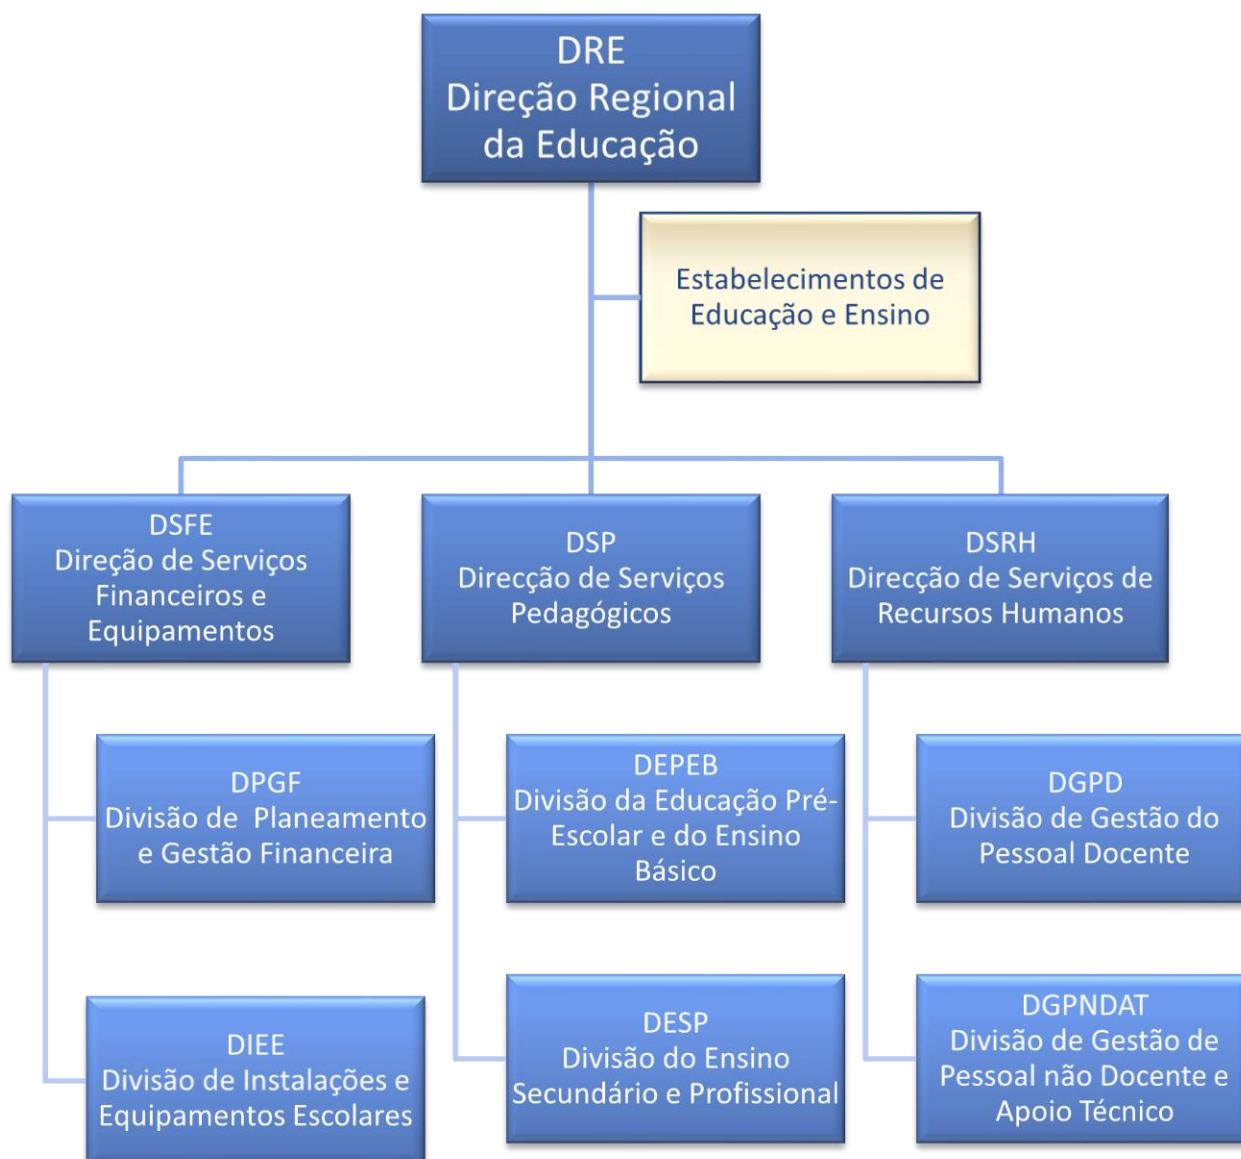 DRE
Direção Regional
da Educação
Estabelecimentos de
Educação e Ensino
DSFE
Direção de Serviços
Financeiros e
Equipamentos
DSP
Direcção de Serviços
Pedagógicos
DSRH
Direcção de Serviços de
Recursos Humanos
DPGF
Divisão de  Planeamento
e Gestão Financeira
DEPEB
Divisão da Educação Pré-
Escolar e do Ensino
Básico
DGPD
Divisão de Gestão do
Pessoal Docente
DIEE
Divisão de Instalações e
Equipamentos Escolares
DESP
Divisão do Ensino
Secundário e Profissional
DGPNDAT
Divisão de Gestão de
Pessoal não Docente e
Apoio Técnico